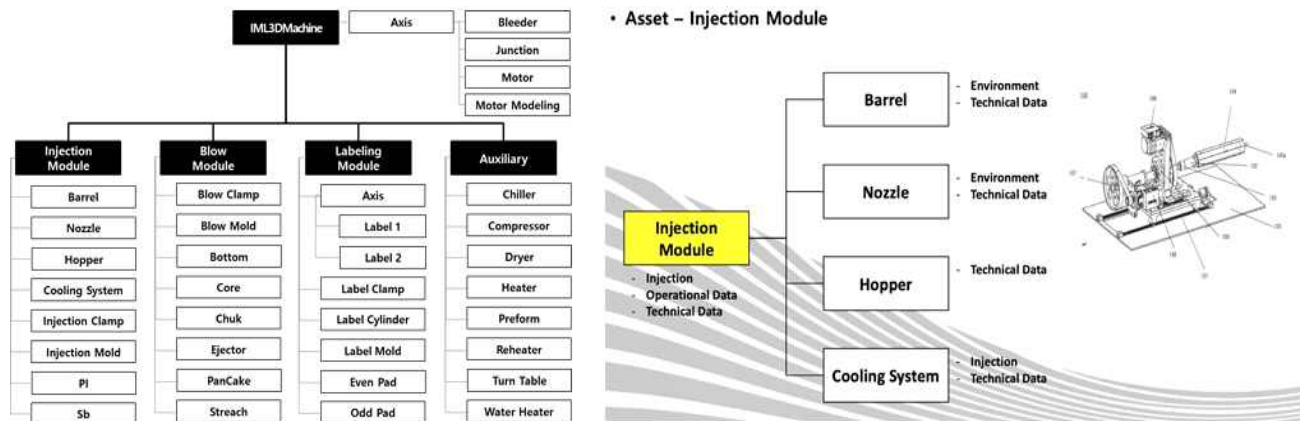 IML3DMachine
Axis
Bleeder
Junction
Motor
Motor Modeling
Injection
Module
Barrel
Nozzle
Hopper
Cooling System
Injection Clamp
Injection Mold
PI
Sb
Blow
Module
Blow Clamp
Blow Mold
Bottom
Core
Chuk
Ejector
PanCake
Streach
Labeling
Module
Axis
Label 1
Label 2
Label Clamp
Label Cylinder
Label Mold
Even Pad
Odd Pad
Auxiliary
Chiller
Compressor
Dryer
Heater
Preform
Reheater
Turn Table
Water Heater
• Asset – Injection Module
Injection
Module
- Injection
- Operational Data
- Technical Data
Barrel
- Environment
- Technical Data
Nozzle
- Environment
- Technical Data
Hopper
- Technical Data
Cooling System
- Injection
- Technical Data